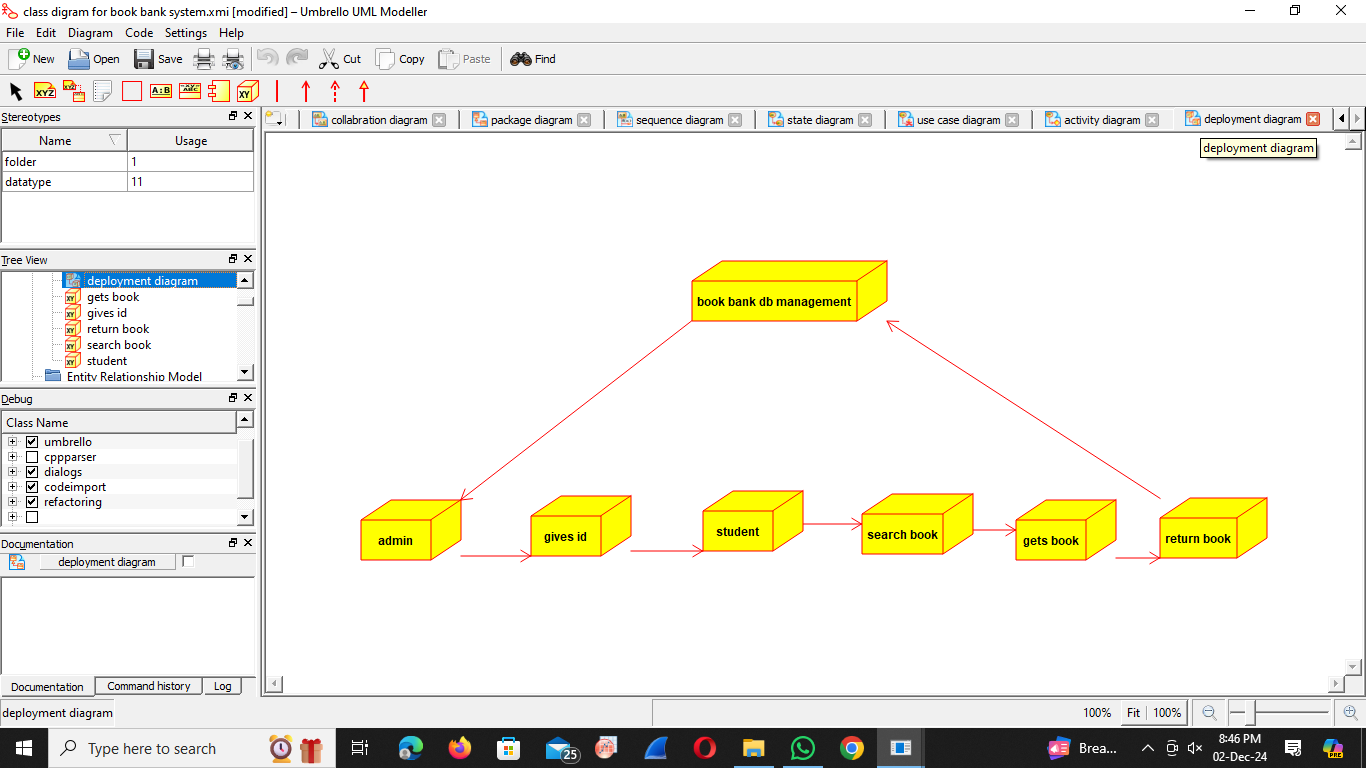 class digram for book bank system.xmi [modified] – Umbrello UML Modeller
File Edit Diagram Code Settings Help
New Open Save Cut Copy Paste Find
XYZ XYZ A:B ABC XY
Stereotypes
collabration diagram package diagram sequence diagram state diagram use case diagram activity diagram deployment diagram
Name Usage
deployment diagram
folder 1
datatype 11
Tree View
deployment diagram
gets book
gives id
return book
search book
student
Entity Relationship Model
book bank db management
Debug
Class Name
umbrello
cppparser
dialogs
codeimport
refactoring
admin
gives id
student
search book
gets book
return book
Documentation
deployment diagram
Documentation Command history Log
deployment diagram
100% Fit 100%
Type here to search
25
Brea...
8:46 PM
02-Dec-24
PRE